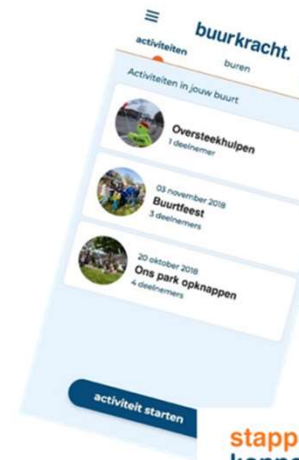 buurkracht.
activiteiten
buren
Activiteiten in jouw buurt
Oversteekhulpen
1 deelnemer
03 november 2018
Buurtfeest
3 deelnemers
20 oktober 2018
Ons park opknappen
4 deelnemers
activiteit starten
stapp